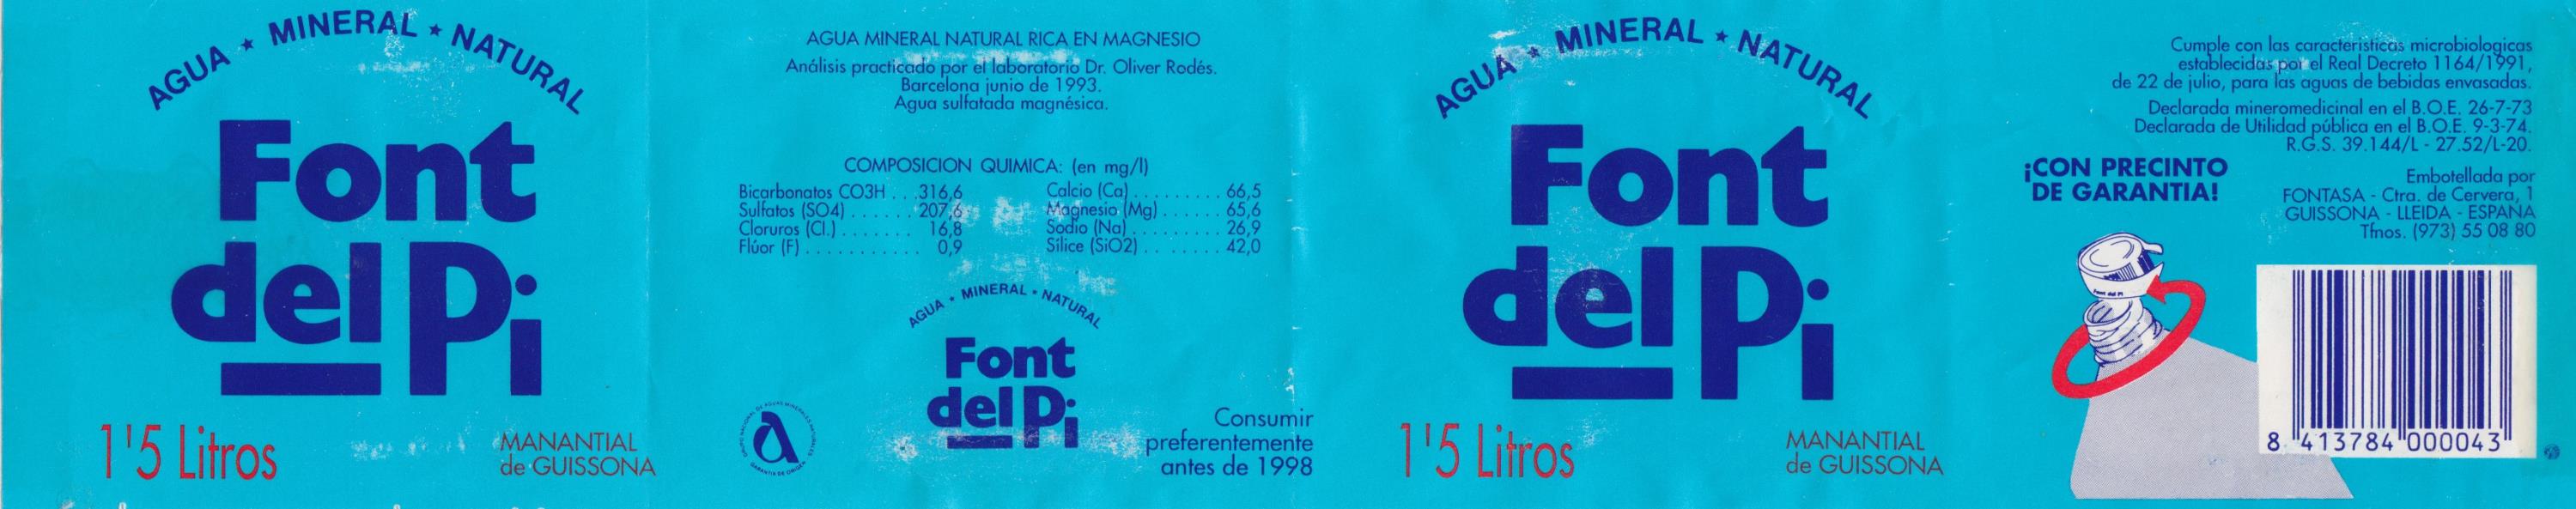 AGUA ★ MINERAL ★ NATURAL
Font
del Pi
1'5 Litros
MANANTIAL
de GUISSONA
AGUA MINERAL NATURAL RICA EN MAGNESIO
Análisis practicado por el laboratorio Dr. Oliver Rodés.
Barcelona junio de 1993.
Agua sulfatada magnésica.
COMPOSICION QUIMICA: (en mg/l)
Bicarbonatos CO3H . . . 316,6
Sulfatos (SO4) . . . . . . . 207,6
Cloruros (Cl.) . . . . . . . 16,8
Flúor (F) . . . . . . . . . . . 0,9
Calcio (Ca) . . . . . . . . . 66,5
Magnesio (Mg) . . . . . . 65,6
Sodio (Na) . . . . . . . . . 26,9
Sílice (SiO2) . . . . . . . . 42,0
AGUA ★ MINERAL ★ NATURAL
Font
del Pi
GARANTIA DE ORIGEN
Consumir
preferentemente
antes de 1998
AGUA ★ MINERAL ★ NATURAL
Font
del Pi
1'5 Litros
MANANTIAL
de GUISSONA
Cumple con las características microbiologicas
establecidas por el Real Decreto 1164/1991,
de 22 de julio, para las aguas de bebidas envasadas.
Declarada mineromedicinal en el B.O.E. 26-7-73
Declarada de Utilidad pública en el B.O.E. 9-3-74.
R.G.S. 39.144/L - 27.52/L-20.
¡CON PRECINTO
DE GARANTIA!
Embotellada por
FONTASA - Ctra. de Cervera, 1
GUISSONA - LLEIDA - ESPAÑA
Tfnos. (973) 55 08 80
Font del Pi
8 413784 000043